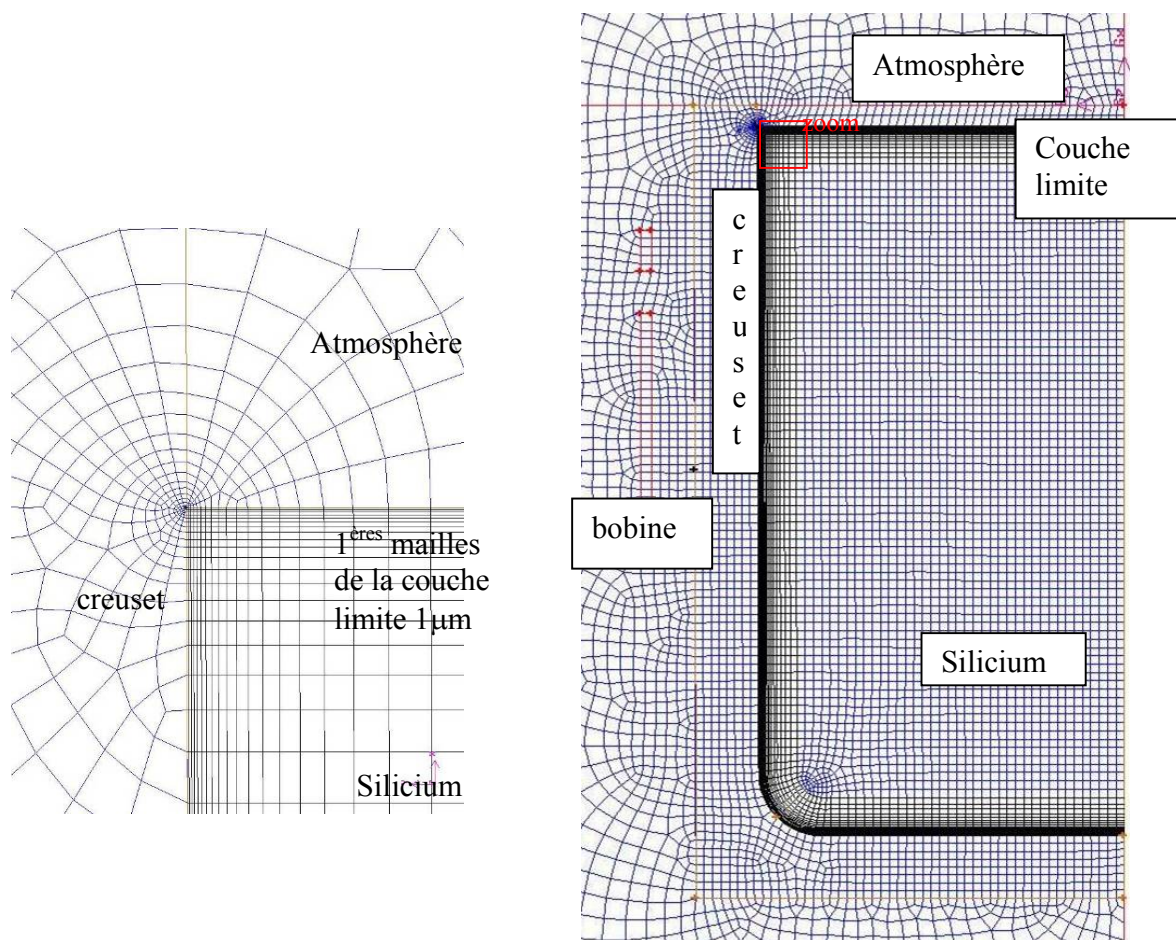 Atmosphère
1ères mailles
de la couche
limite 1µm
creuset
Silicium
Atmosphère
zoom
Couche
limite
c
r
e
u
s
e
t
bobine
Silicium